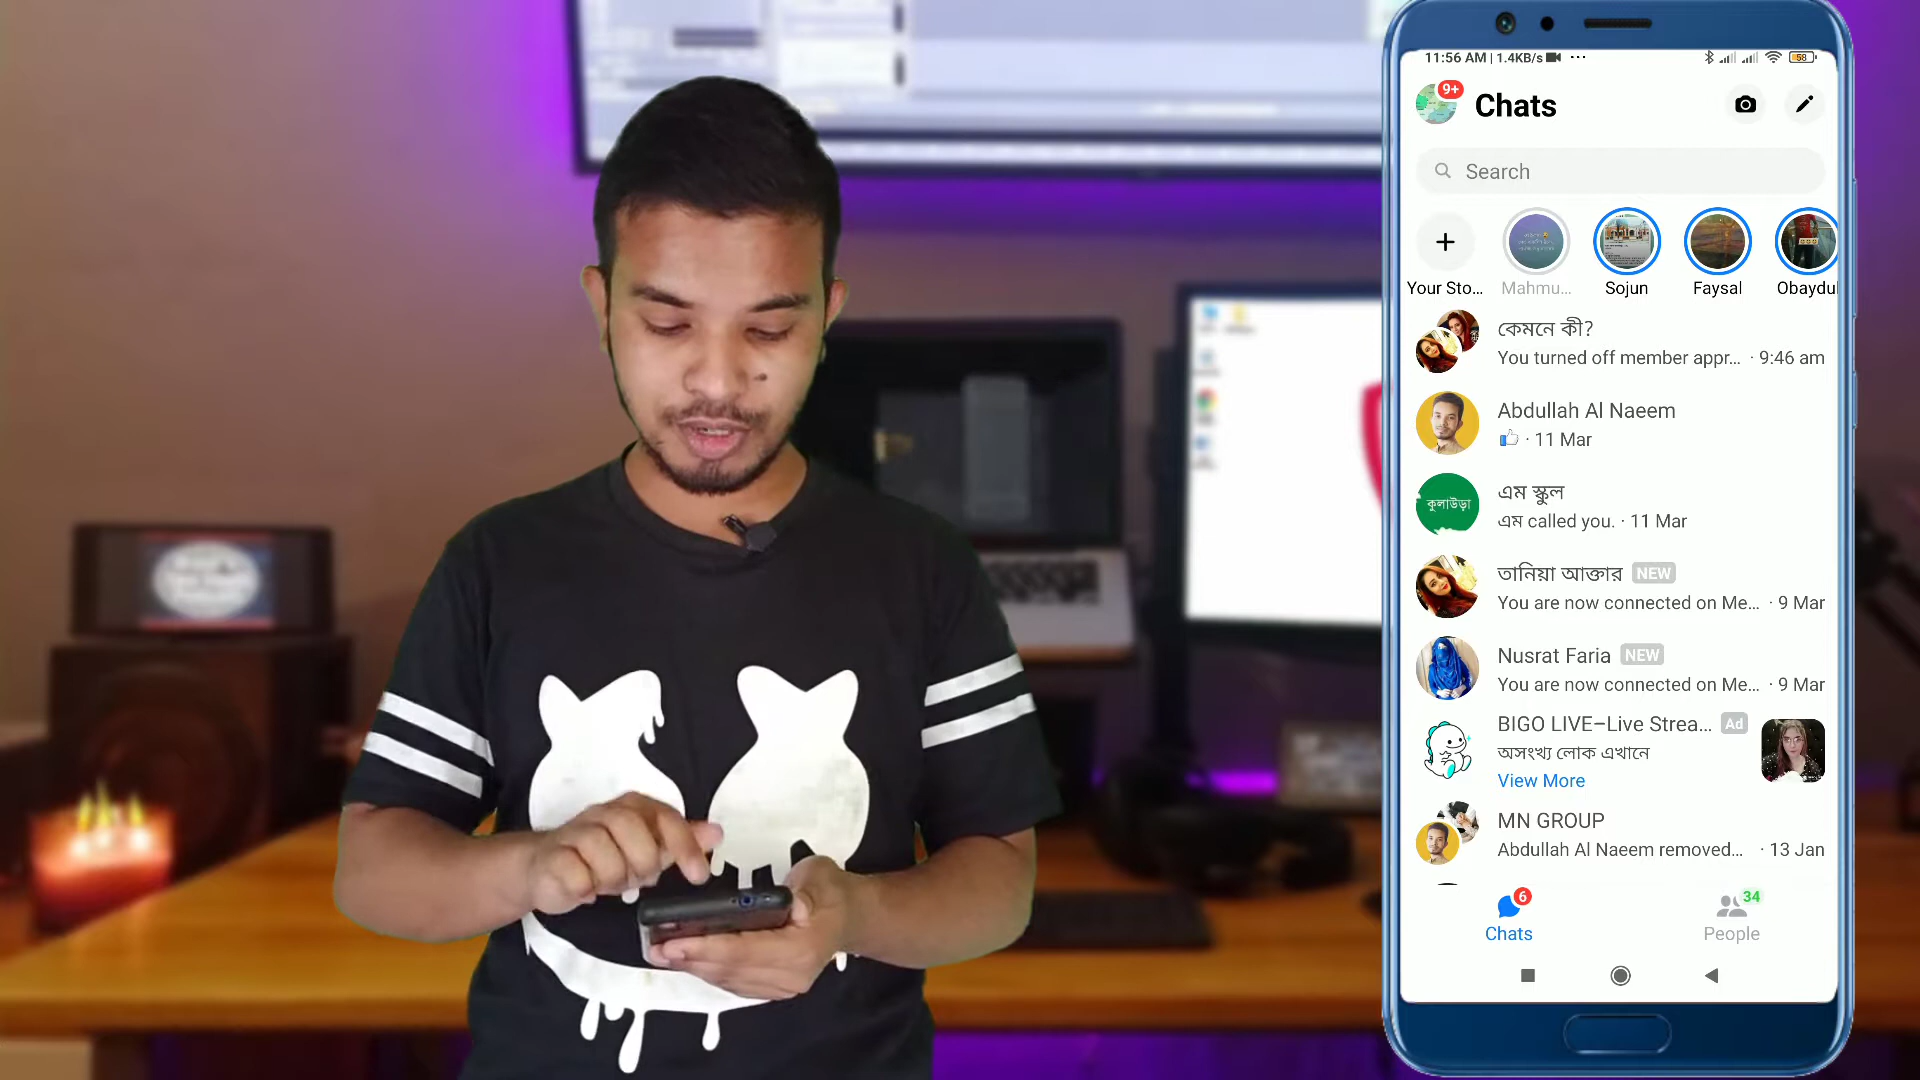 11:56 AM | 1.4KB/s ...
58
9+
Chats
Search
Your Sto...
Mahmu...
Sojun
Faysal
Obaydul
কেমনে কী?
You turned off member appr... · 9:46 am
Abdullah Al Naeem
· 11 Mar
কুলাউড়া
এম স্কুল
এম called you. · 11 Mar
তানিয়া আক্তার NEW
You are now connected on Me... · 9 Mar
Nusrat Faria NEW
You are now connected on Me... · 9 Mar
BIGO LIVE–Live Strea... Ad
অসংখ্য লোক এখানে
View More
MN GROUP
Abdullah Al Naeem removed... · 13 Jan
6
34
Chats
People